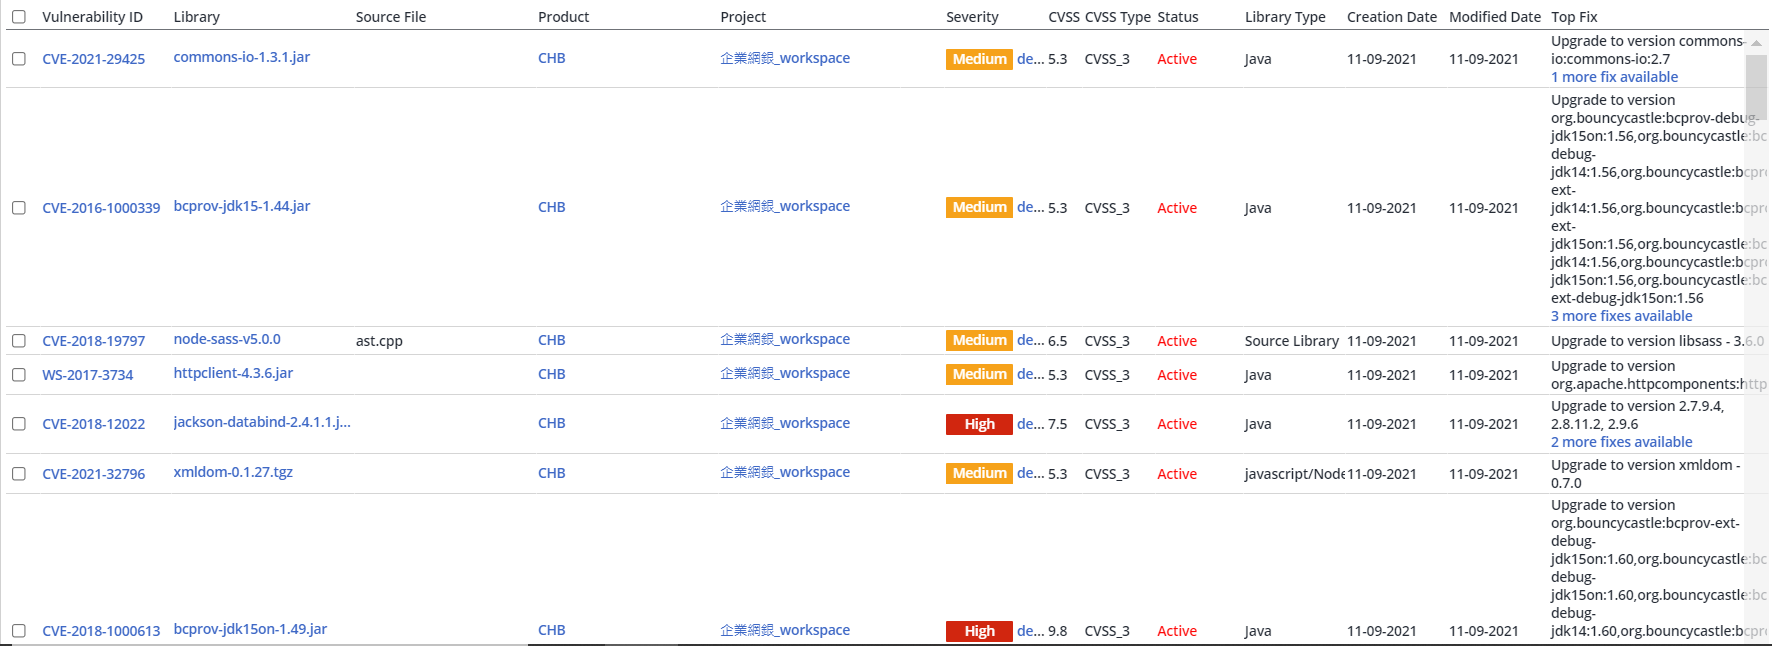 Vulnerability ID Library Source File Product Project Severity CVSS CVSS Type Status Library Type Creation Date Modified Date Top Fix
CVE-2021-29425 commons-io-1.3.1.jar CHB 企業網銀_workspace Medium de... 5.3 CVSS_3 Active Java 11-09-2021 11-09-2021 Upgrade to version commons-
io:commons-io:2.7
1 more fix available
CVE-2016-1000339 bcprov-jdk15-1.44.jar CHB 企業網銀_workspace Medium de... 5.3 CVSS_3 Active Java 11-09-2021 11-09-2021 Upgrade to version
org.bouncycastle:bcprov-debug-
jdk15on:1.56,org.bouncycastle:bc
debug-
jdk14:1.56,org.bouncycastle:bcpr
ext-
jdk14:1.56,org.bouncycastle:bcpr
ext-
jdk15on:1.56,org.bouncycastle:bc
jdk14:1.56,org.bouncycastle:bcpr
jdk15on:1.56,org.bouncycastle:bc
ext-debug-jdk15on:1.56
3 more fixes available
CVE-2018-19797 node-sass-v5.0.0 ast.cpp CHB 企業網銀_workspace Medium de... 6.5 CVSS_3 Active Source Library 11-09-2021 11-09-2021 Upgrade to version libsass - 3.6.0
WS-2017-3734 httpclient-4.3.6.jar CHB 企業網銀_workspace Medium de... 5.3 CVSS_3 Active Java 11-09-2021 11-09-2021 Upgrade to version
org.apache.httpcomponents:http
CVE-2018-12022 jackson-databind-2.4.1.1.j... CHB 企業網銀_workspace High de... 7.5 CVSS_3 Active Java 11-09-2021 11-09-2021 Upgrade to version 2.7.9.4,
2.8.11.2, 2.9.6
2 more fixes available
CVE-2021-32796 xmldom-0.1.27.tgz CHB 企業網銀_workspace Medium de... 5.3 CVSS_3 Active javascript/Node 11-09-2021 11-09-2021 Upgrade to version xmldom -
0.7.0
CVE-2018-1000613 bcprov-jdk15on-1.49.jar CHB 企業網銀_workspace High de... 9.8 CVSS_3 Active Java 11-09-2021 11-09-2021 Upgrade to version
org.bouncycastle:bcprov-ext-
debug-
jdk15on:1.60,org.bouncycastle:bc
debug-
jdk15on:1.60,org.bouncycastle:bc
debug-
jdk14:1.60,org.bouncycastle:bcpr